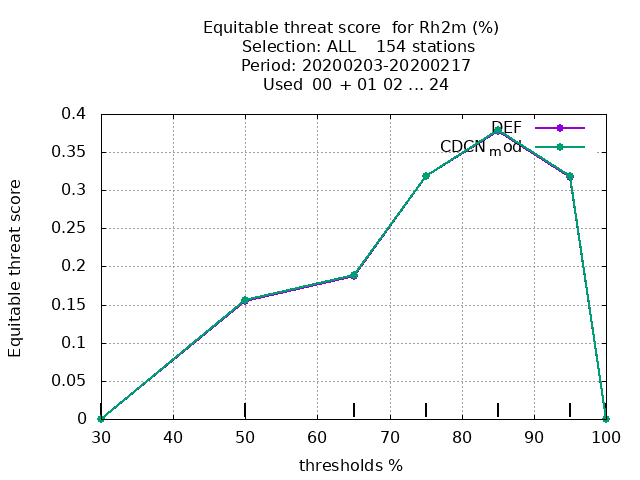 Equitable threat score  for Rh2m (%)
Selection: ALL    154 stations
Period: 20200203-20200217
Used  00 + 01 02 ... 24
0.4
0.35
0.3
0.25
0.2
0.15
0.1
0.05
0
Equitable threat score
DEF
CDCN_mod
30 40 50 60 70 80 90 100
thresholds %